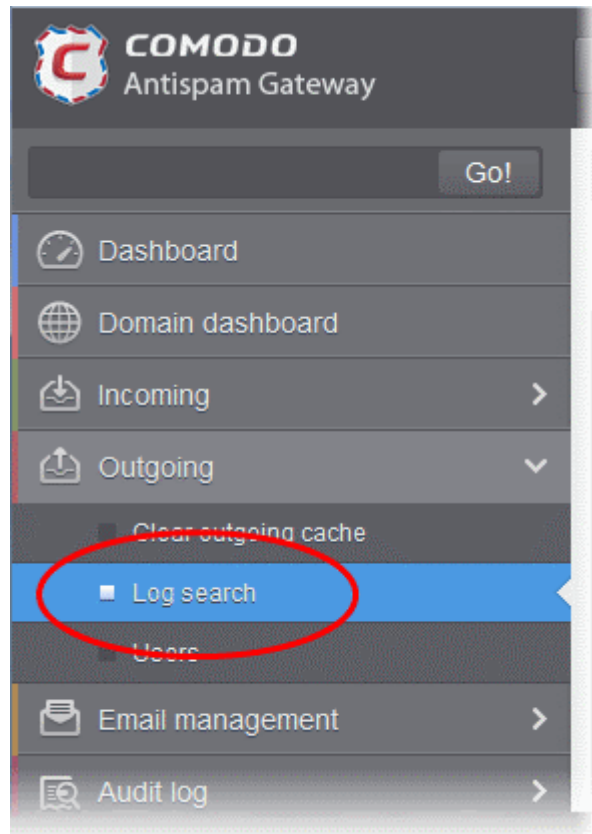 COMODO
Antispam Gateway
Go!
Dashboard
Domain dashboard
Incoming
Outgoing
Clear outgoing cache
Log search
Users
Email management
Audit log